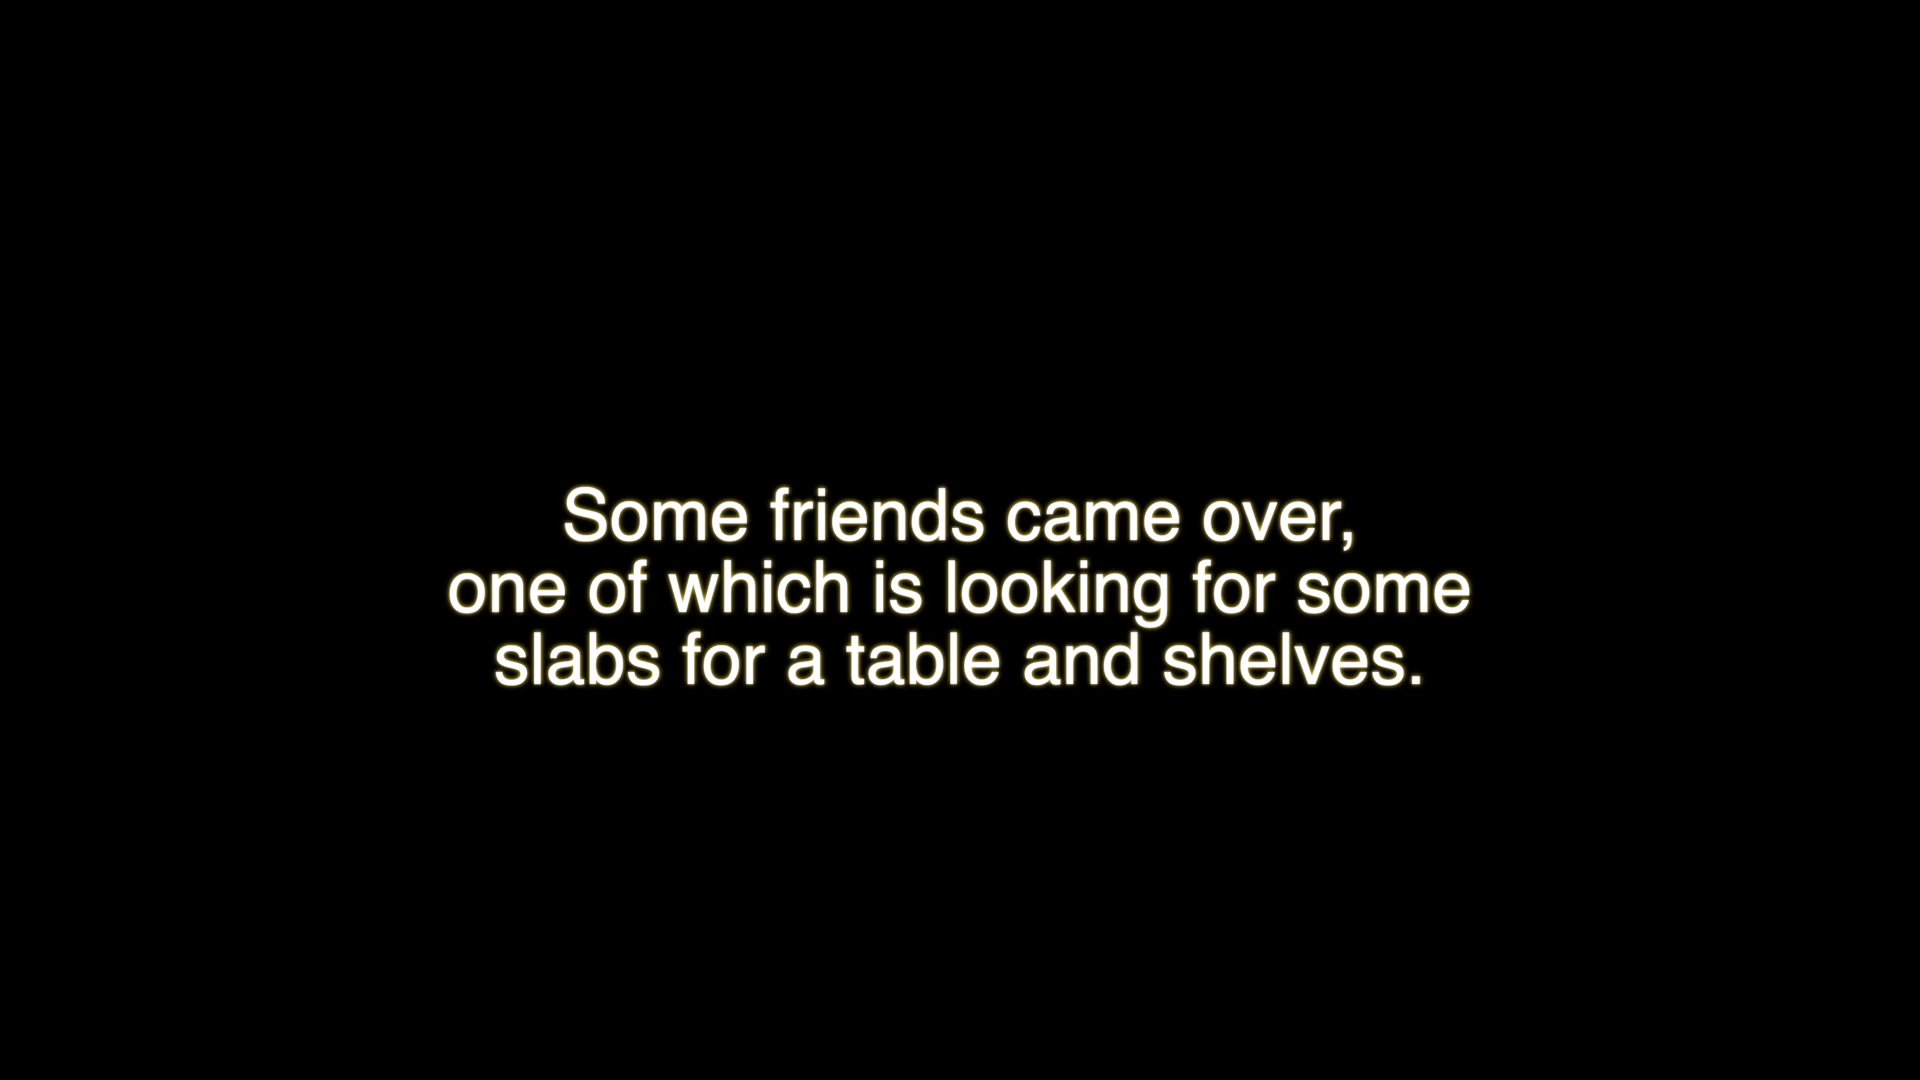 Some friends came over,
one of which is looking for some
slabs for a table and shelves.